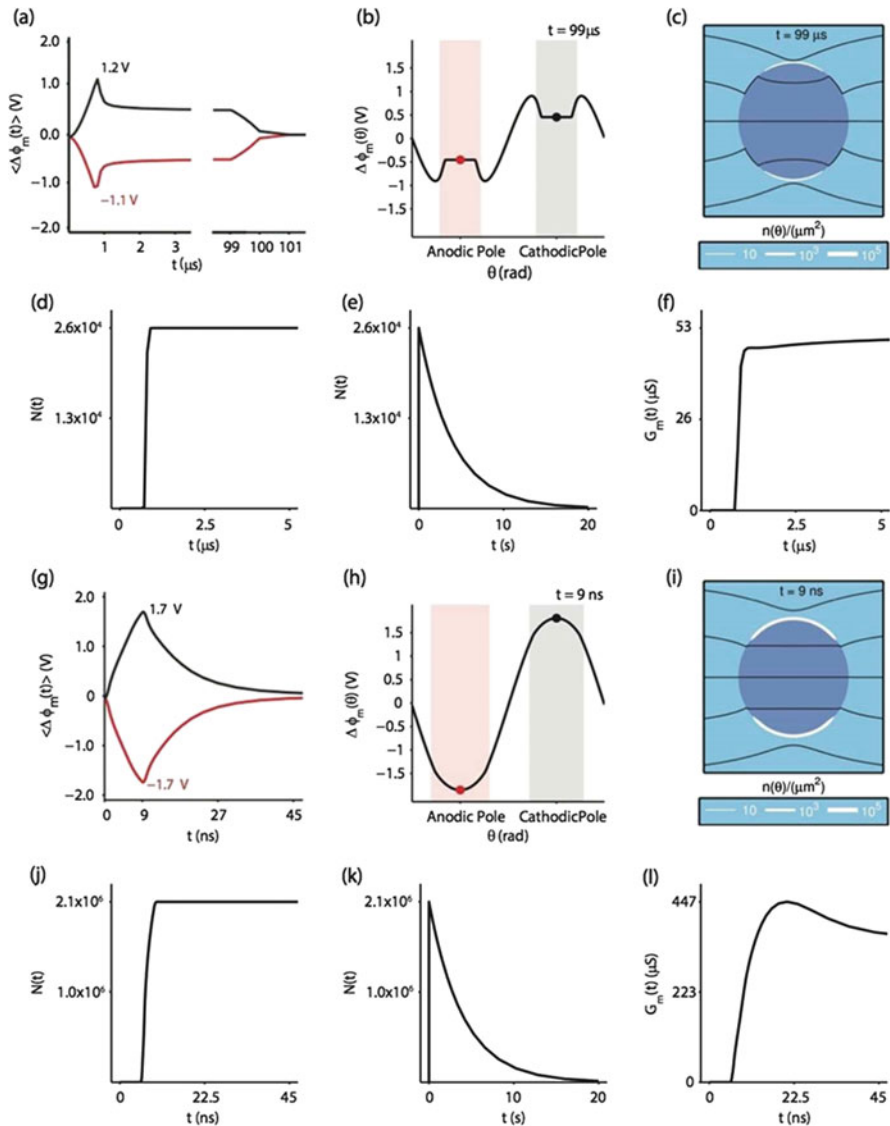 (a)
<Δ ϕm(t) > (V)
2.0
1.0
0.0
−1.0
−2.0
1.2 V
−1.1 V
1 2 3 99 100 101
t (μs)
(b)
t = 99μs
Δ ϕm(θ) (V)
1.5
1
0.5
0
−0.5
−1
−1.5
Anodic Pole CathodicPole
θ (rad)
(c)
t = 99 μs
n(θ)/(μm²)
10 10³ 10⁵
(d)
N(t)
2.6x10⁴
1.3x10⁴
0 2.5 5
t (μs)
(e)
N(t)
2.6x10⁴
1.3x10⁴
0 10 20
t (s)
(f)
Gm(t) (μS)
53
26
0
0 2.5 5
t (μs)
(g)
<Δ ϕm(t) > (V)
2.0
1.0
0
−1.0
−2.0
1.7 V
−1.7 V
0 9 27 45
t (ns)
(h)
t = 9 ns
Δ ϕm(θ) (V)
1.5
1
0.5
0
−0.5
−1
−1.5
Anodic Pole CathodicPole
θ (rad)
(i)
t = 9 ns
n(θ)/(μm²)
10 10³ 10⁵
(j)
N(t)
2.1x10⁶
1.0x10⁶
0 22.5 45
t (ns)
(k)
N(t)
2.1x10⁶
1.0x10⁶
0 10 20
t (s)
(l)
Gm(t) (μS)
447
223
0
0 22.5 45
t (ns)